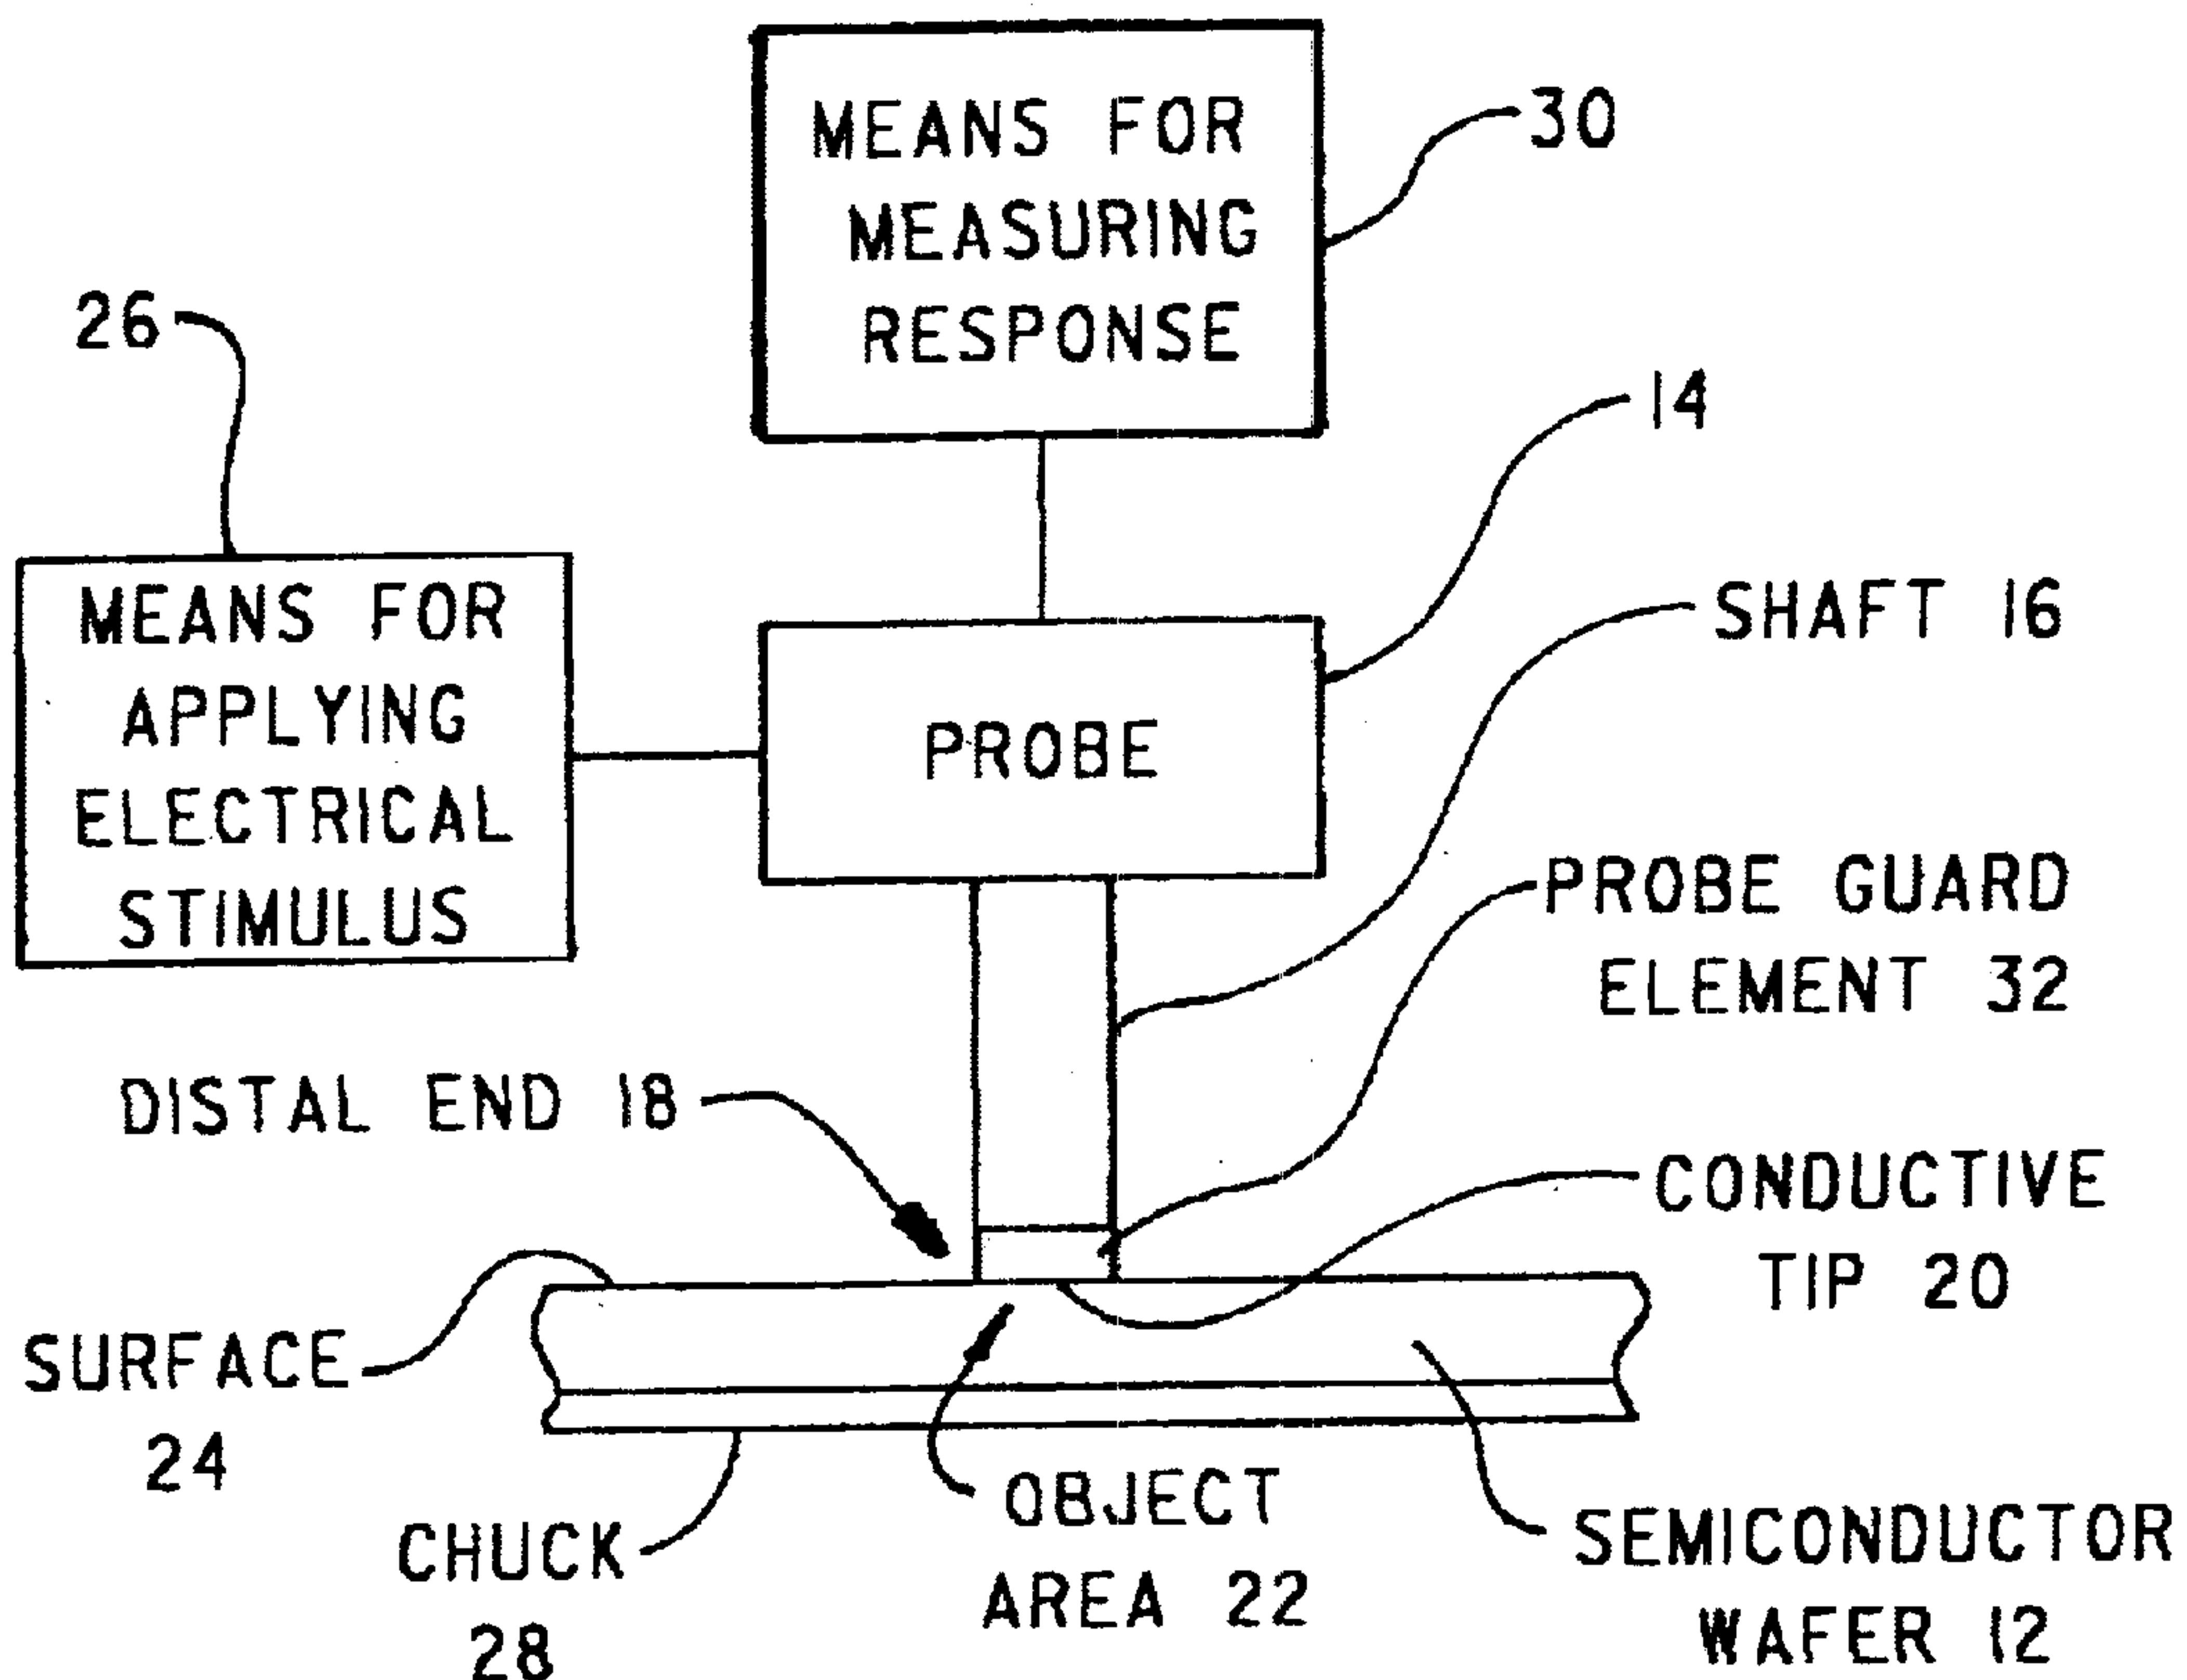 MEANS FOR
MEASURING
RESPONSE
30
26
14
MEANS FOR
APPLYING
ELECTRICAL
STIMULUS
PROBE
SHAFT 16
PROBE GUARD
ELEMENT 32
DISTAL END 18
CONDUCTIVE
TIP 20
SURFACE
24
CHUCK
28
OBJECT
AREA 22
SEMICONDUCTOR
WAFER 12